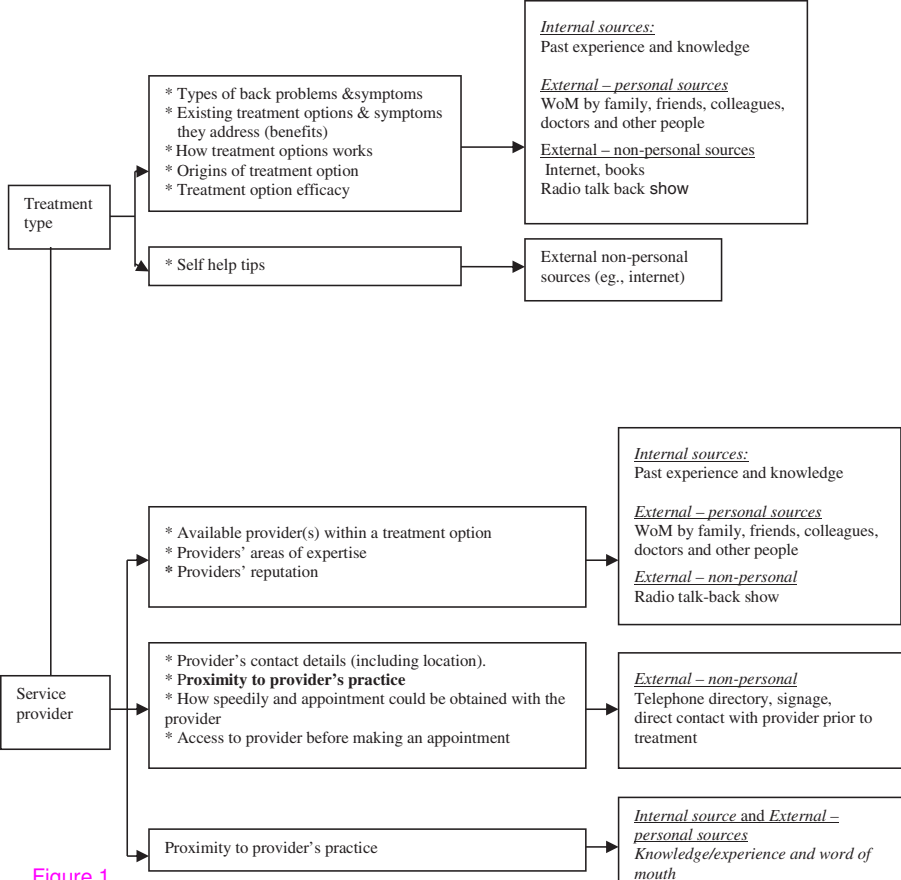 Treatment
type
* Types of back problems &symptoms
* Existing treatment options & symptoms
they address (benefits)
* How treatment options works
* Origins of treatment option
* Treatment option efficacy
Internal sources:
Past experience and knowledge
External – personal sources
WoM by family, friends, colleagues,
doctors and other people
External – non-personal sources
Internet, books
Radio talk back show
* Self help tips
External non-personal
sources (eg., internet)
Service
provider
* Available provider(s) within a treatment option
* Providers’ areas of expertise
* Providers’ reputation
Internal sources:
Past experience and knowledge
External – personal sources
WoM by family, friends, colleagues,
doctors and other people
External – non-personal
Radio talk-back show
* Provider’s contact details (including location).
* Proximity to provider’s practice
* How speedily and appointment could be obtained with the
provider
* Access to provider before making an appointment
External – non-personal
Telephone directory, signage,
direct contact with provider prior to
treatment
Proximity to provider’s practice
Internal source and External –
personal sources
Knowledge/experience and word of
mouth
Figure 1